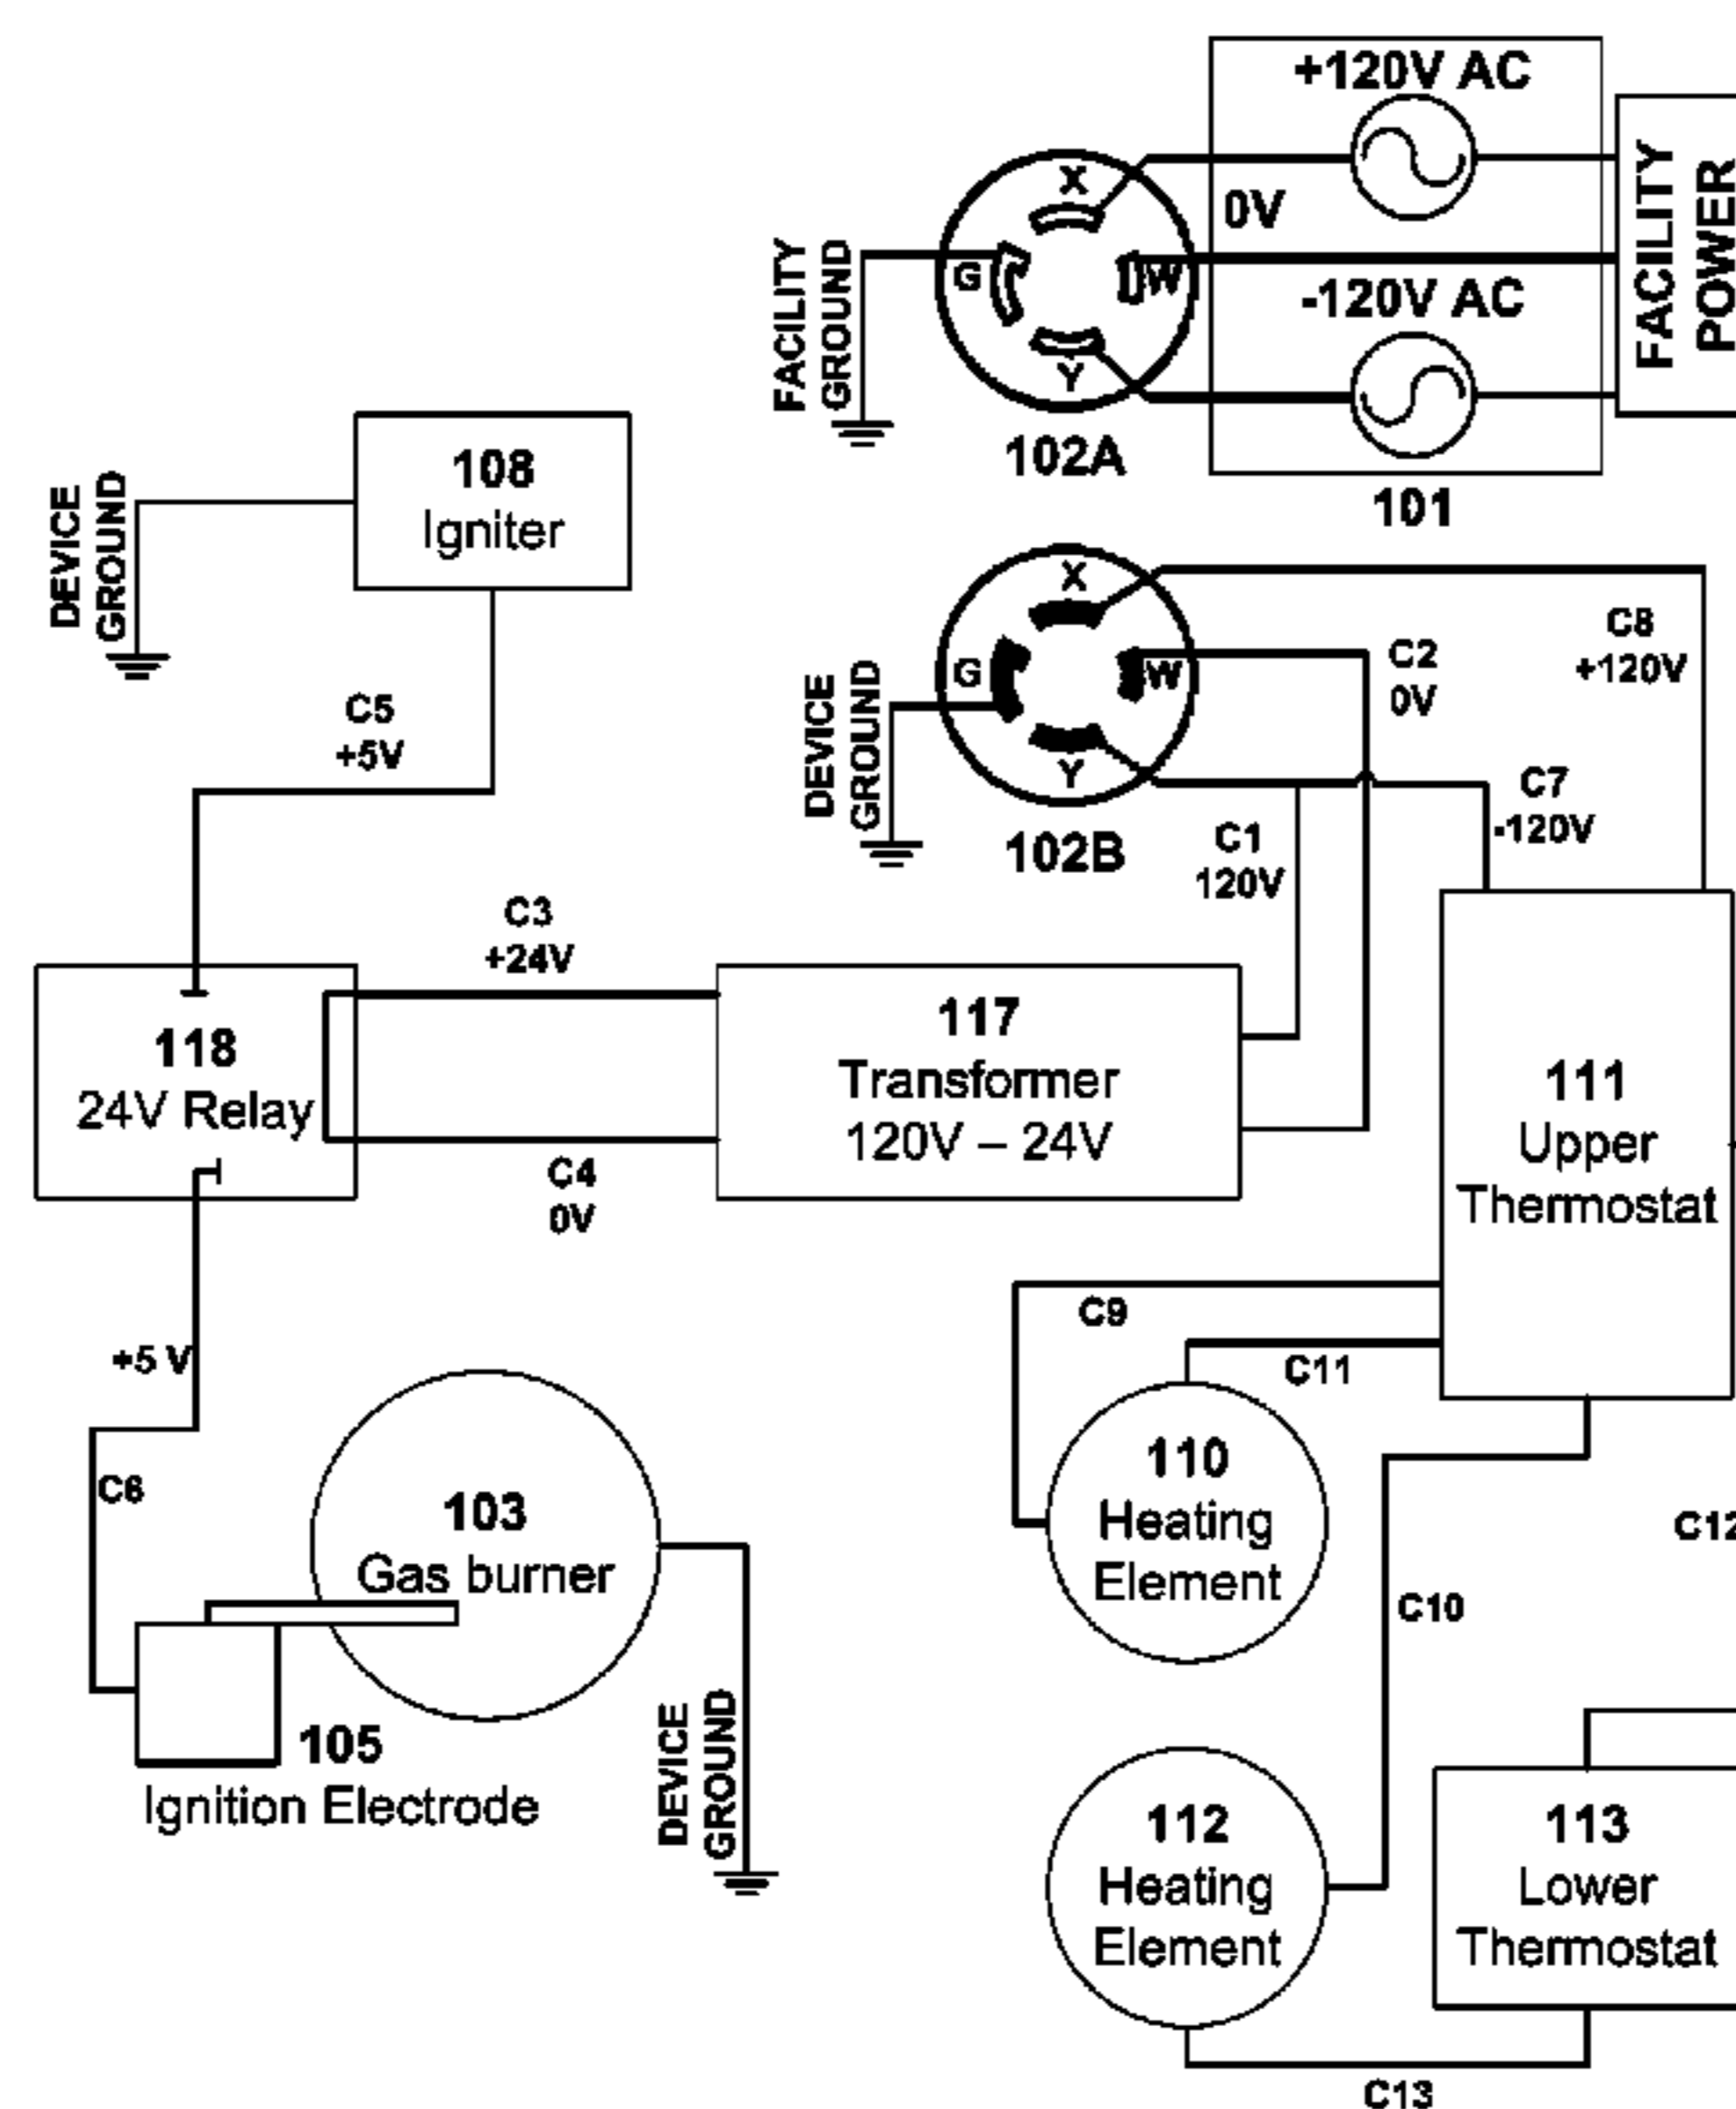 +120V AC
X
0V
FACILITY
POWER
FACILITY
GROUND
G
W
-120V AC
Y
102A
101
108
Igniter
DEVICE
GROUND
X
C8
+120V
C2
0V
G
W
DEVICE
GROUND
C5
+5V
Y
C7
-120V
102B
C1
120V
C3
+24V
117
Transformer
120V – 24V
118
24V Relay
111
Upper
Thermostat
C4
0V
C9
+5 V
C11
C6
103
Gas burner
110
Heating
Element
C12
C10
105
Ignition Electrode
DEVICE
GROUND
112
Heating
Element
113
Lower
Thermostat
C13